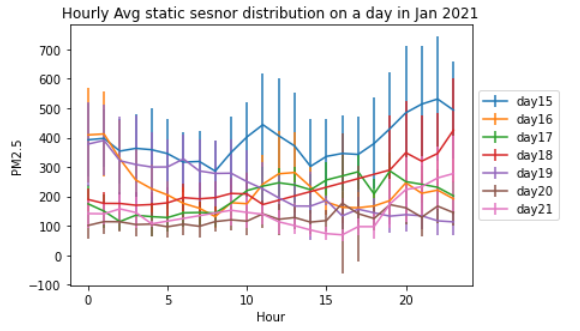 Hourly Avg static sesnor distribution on a day in Jan 2021
PM2.5
700
600
500
400
300
200
100
0
−100
0
5
10
15
20
Hour
day15
day16
day17
day18
day19
day20
day21